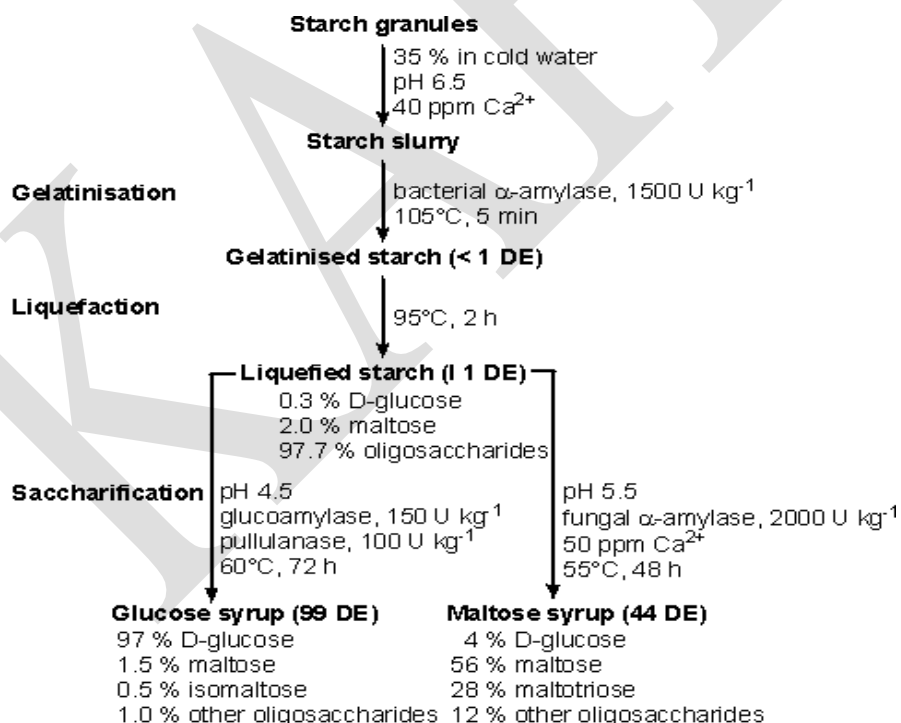 Starch granules
35 % in cold water
pH 6.5
40 ppm Ca2+
Starch slurry
Gelatinisation
bacterial α-amylase, 1500 U kg-1
105°C, 5 min
Gelatinised starch (< 1 DE)
Liquefaction
95°C, 2 h
Liquefied starch (l 1 DE)
0.3 % D-glucose
2.0 % maltose
97.7 % oligosaccharides
Saccharification
pH 4.5
glucoamylase, 150 U kg-1
pullulanase, 100 U kg-1
60°C, 72 h
pH 5.5
fungal α-amylase, 2000 U kg-1
50 ppm Ca2+
55°C, 48 h
Glucose syrup (99 DE)
97 % D-glucose
1.5 % maltose
0.5 % isomaltose
1.0 % other oligosaccharides
Maltose syrup (44 DE)
4 % D-glucose
56 % maltose
28 % maltotriose
12 % other oligosaccharides